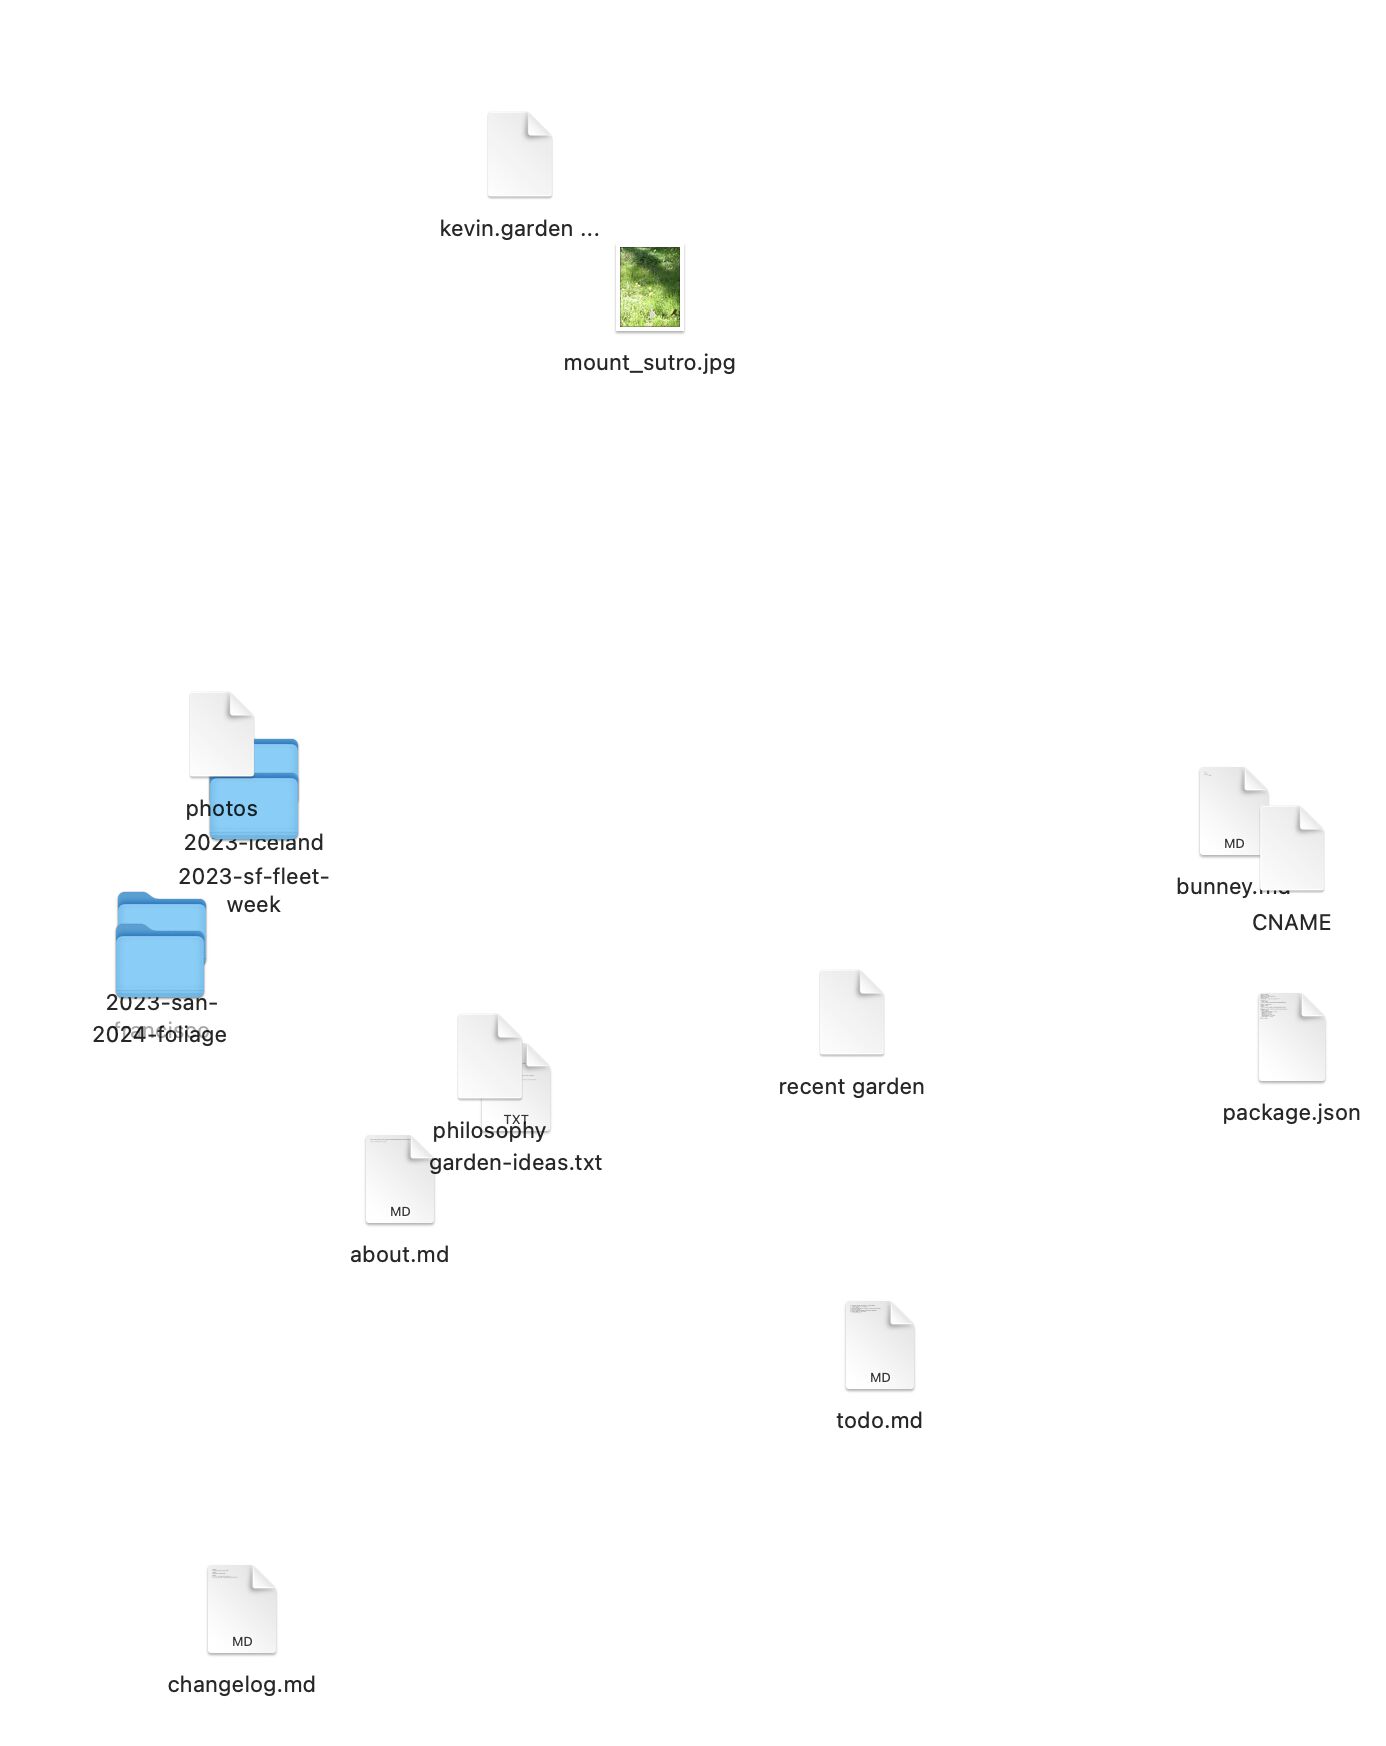 kevin.garden ...
mount_sutro.jpg
photos
2023-iceland
2023-sf-fleet-
week
MD
bunney.md
CNAME
2023-san-
francisco
2024-foliage
recent garden
package.json
TXT
philosophy
garden-ideas.txt
MD
about.md
MD
todo.md
MD
changelog.md